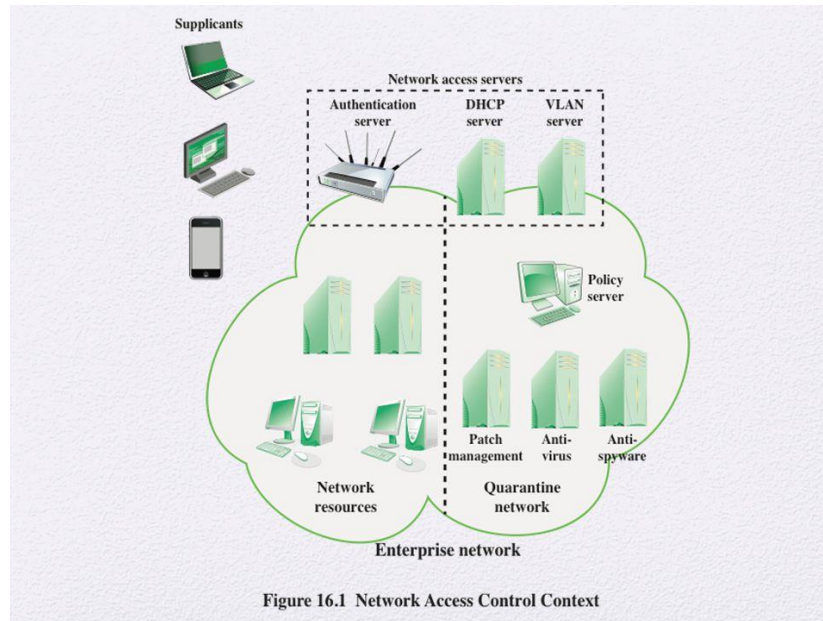 Supplicants
Network access servers
Authentication
server
DHCP
server
VLAN
server
Policy
server
Patch
management
Anti-
virus
Anti-
spyware
Network
resources
Quarantine
network
Enterprise network
Figure 16.1 Network Access Control Context